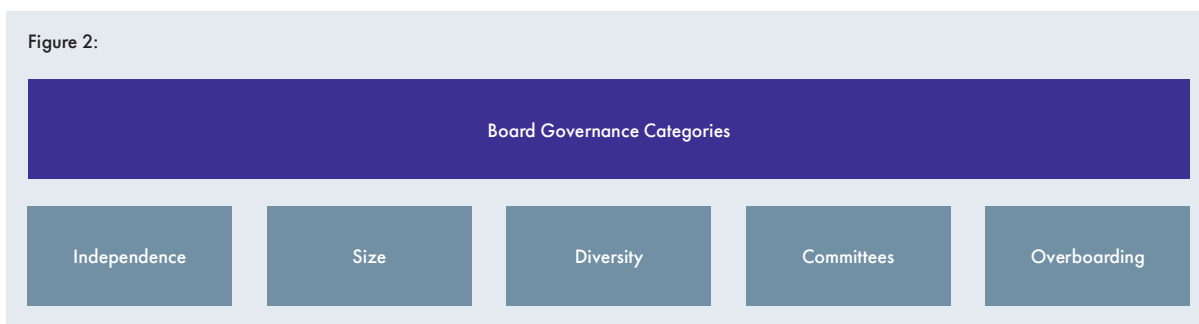 Figure 2:
Board Governance Categories
Independence
Size
Diversity
Committees
Overboarding